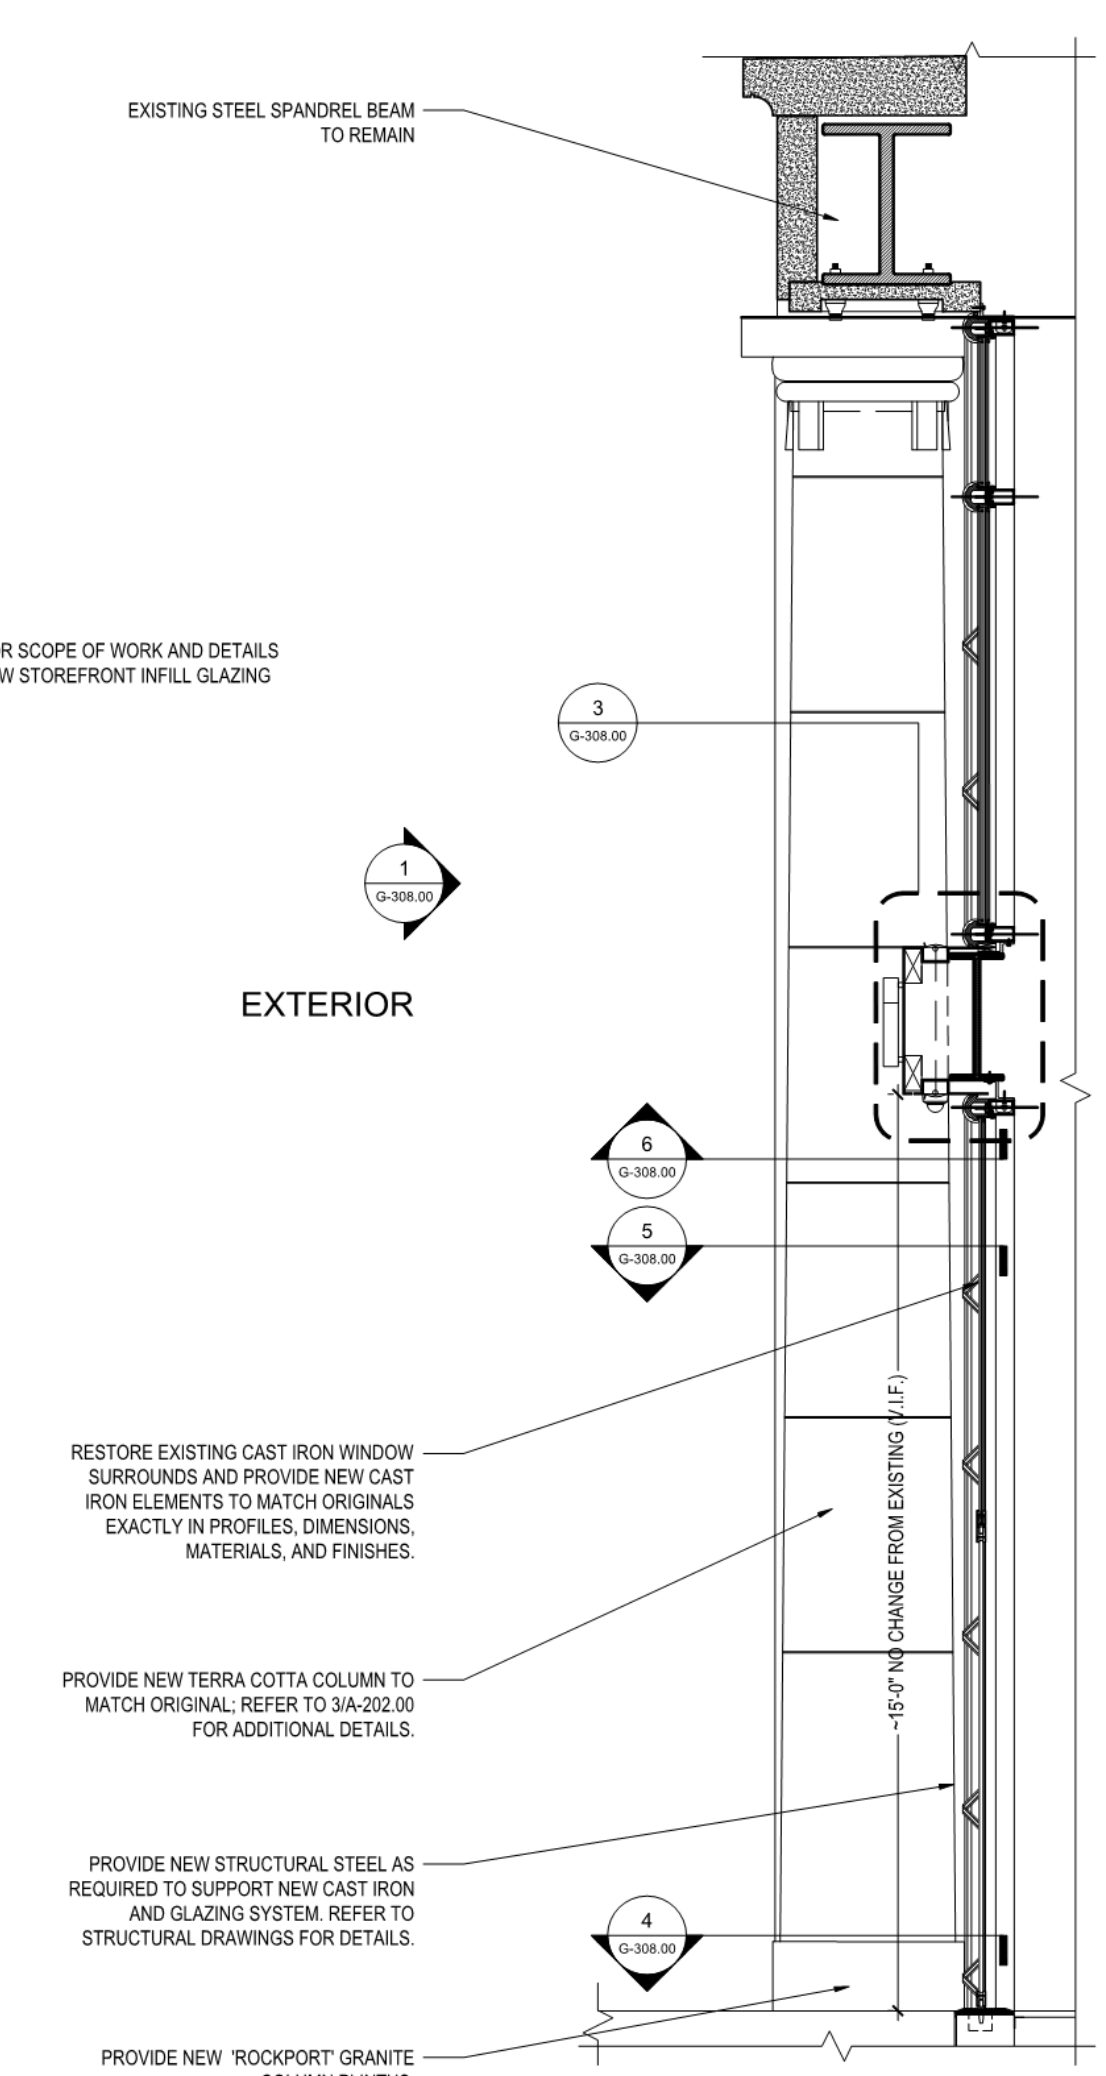 EXISTING STEEL SPANDREL BEAM
TO REMAIN
SCOPE OF WORK AND DETAILS
STOREFRONT INFILL GLAZING
3
G-308.00
1
G-308.00
EXTERIOR
6
G-308.00
5
G-308.00
~15'-0" NO CHANGE FROM EXISTING (V.I.F.)
RESTORE EXISTING CAST IRON WINDOW
SURROUNDS AND PROVIDE NEW CAST
IRON ELEMENTS TO MATCH ORIGINALS
EXACTLY IN PROFILES, DIMENSIONS,
MATERIALS, AND FINISHES.
PROVIDE NEW TERRA COTTA COLUMN TO
MATCH ORIGINAL; REFER TO 3/A-202.00
FOR ADDITIONAL DETAILS.
PROVIDE NEW STRUCTURAL STEEL AS
REQUIRED TO SUPPORT NEW CAST IRON
AND GLAZING SYSTEM. REFER TO
STRUCTURAL DRAWINGS FOR DETAILS.
4
G-308.00
PROVIDE NEW 'ROCKPORT' GRANITE